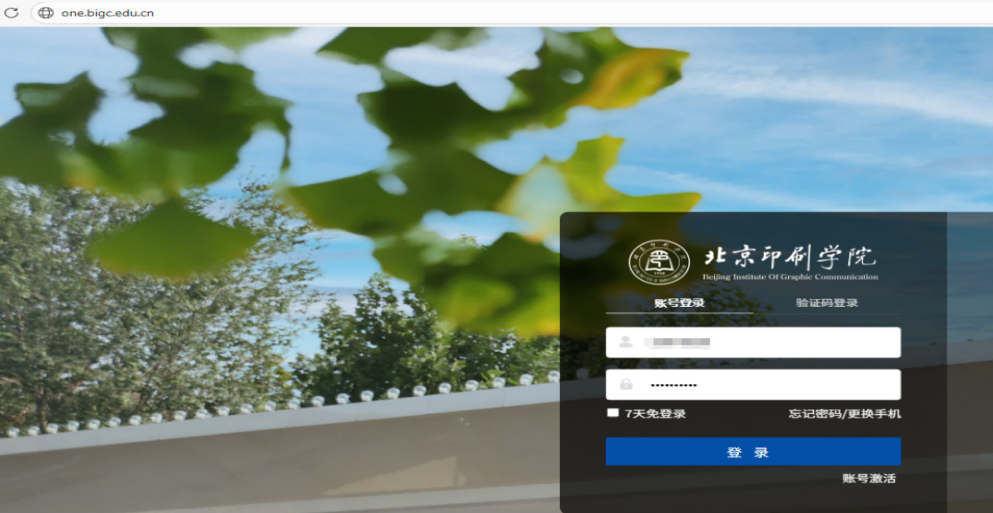 one.bigc.edu.cn
北京印刷学院
Beijing Institute Of Graphic Communication
账号登录 验证码登录
••••••••••
7天免登录 忘记密码/更换手机
登 录
账号激活